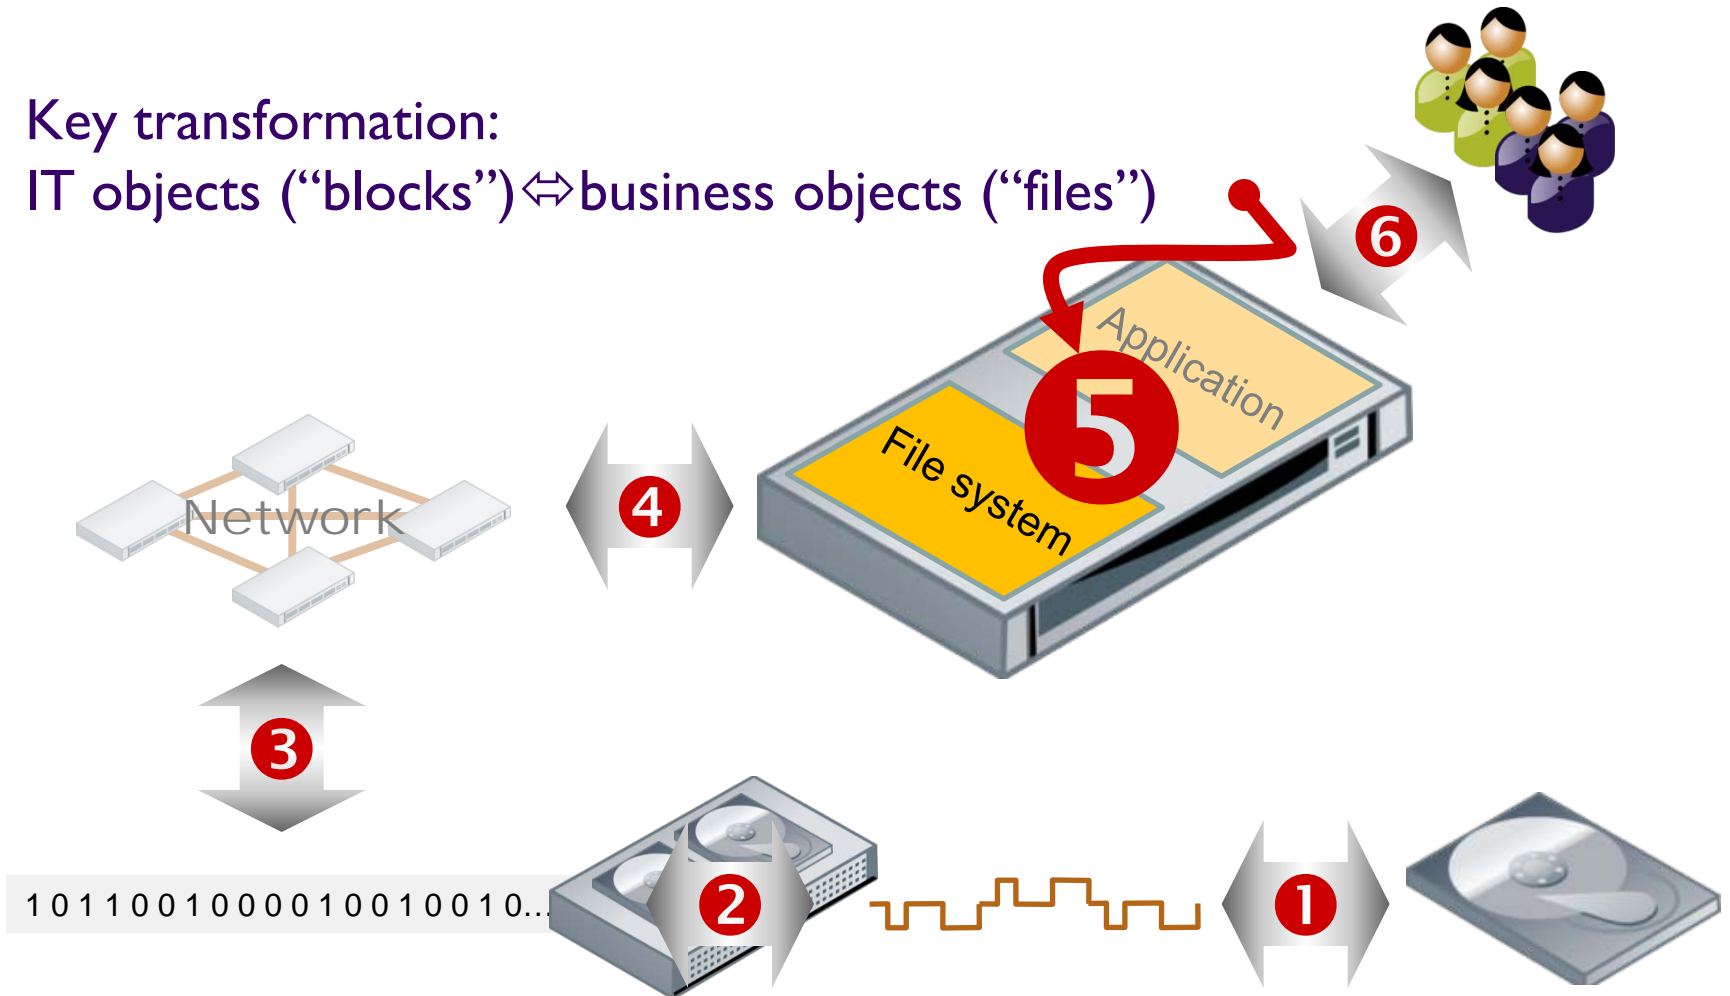 Key transformation:
IT objects (“blocks”)⇔business objects (“files”)
6
Application
5
File system
Network
4
3
1 0 1 1 0 0 1 0 0 0 0 1 0 0 1 0 0 1 0...
2
1